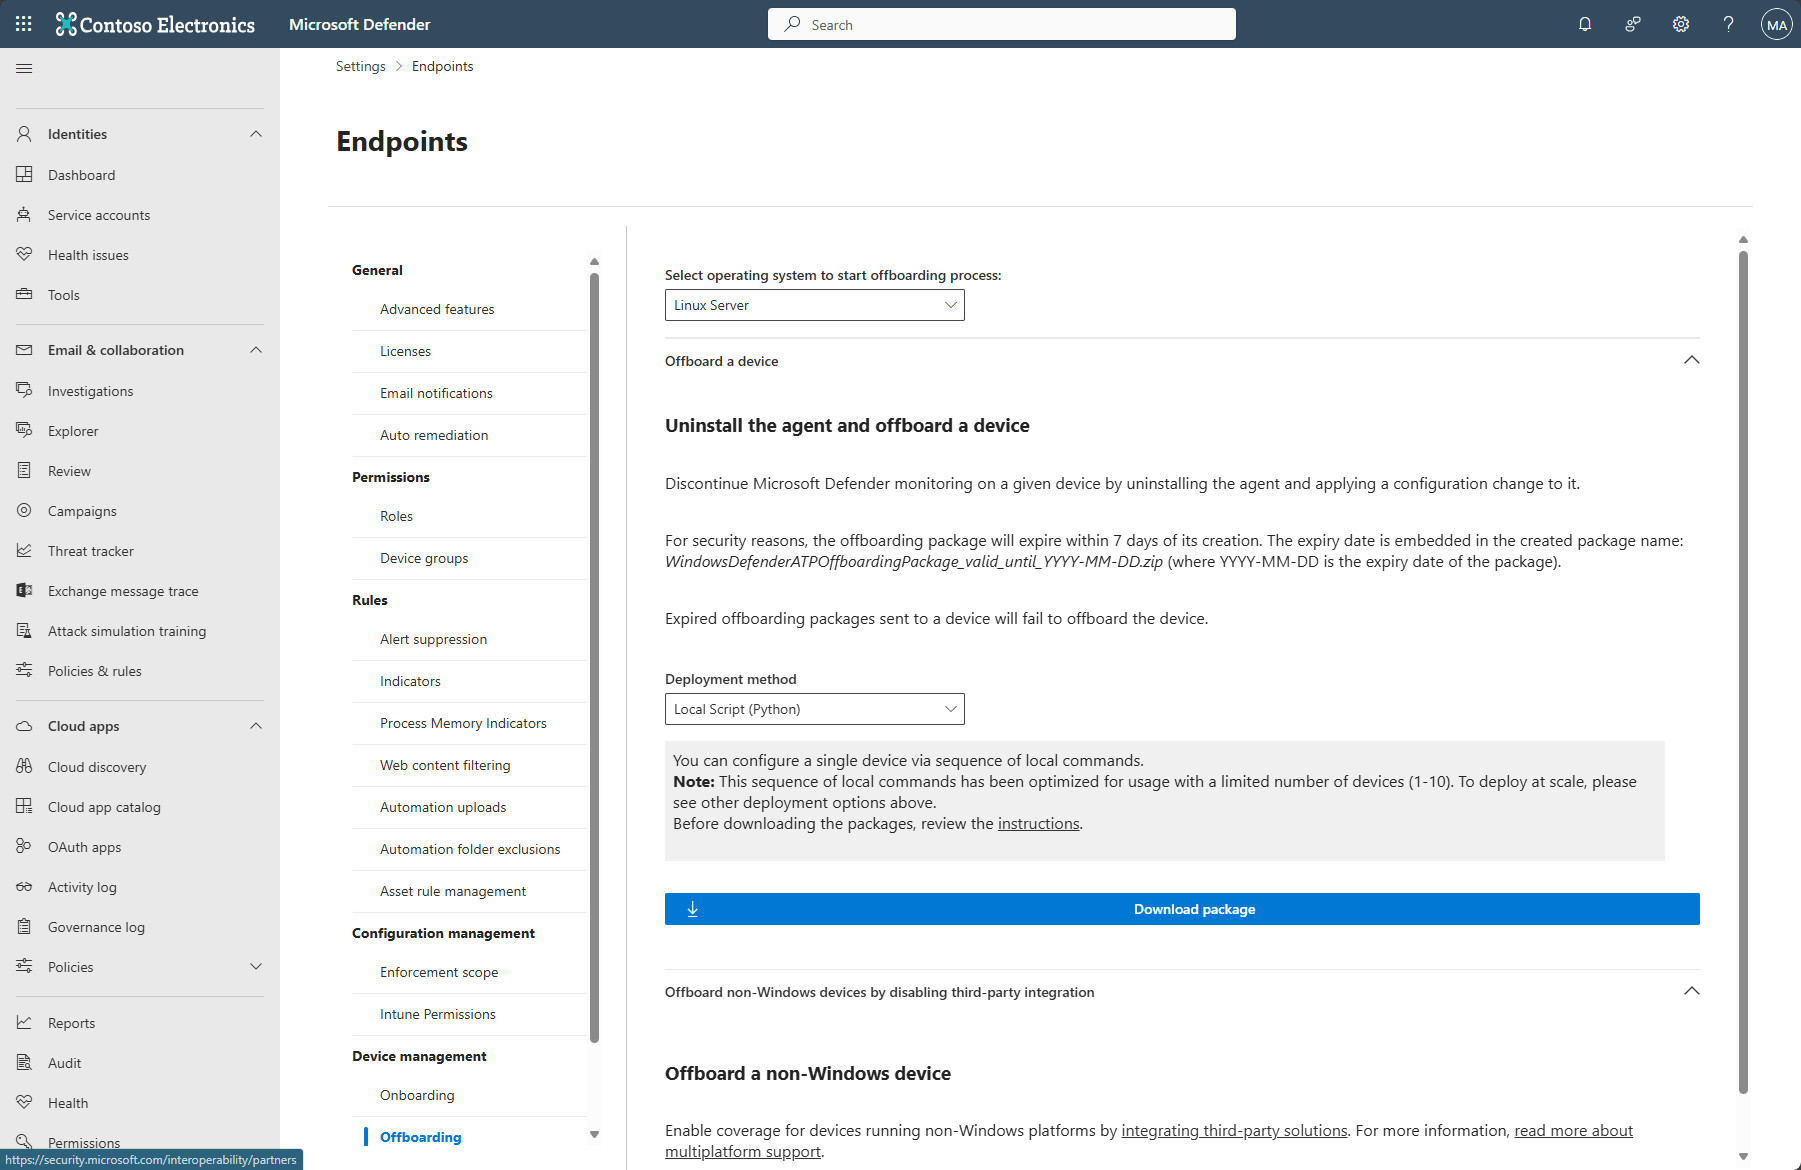 Contoso Electronics
Microsoft Defender
Search
MA
Settings > Endpoints
Endpoints
Identities
Dashboard
Service accounts
Health issues
Tools
Email & collaboration
Investigations
Explorer
Review
Campaigns
Threat tracker
Exchange message trace
Attack simulation training
Policies & rules
Cloud apps
Cloud discovery
Cloud app catalog
OAuth apps
Activity log
Governance log
Policies
Reports
Audit
Health
Permissions
https://security.microsoft.com/interoperability/partners
General
Advanced features
Licenses
Email notifications
Auto remediation
Permissions
Roles
Device groups
Rules
Alert suppression
Indicators
Process Memory Indicators
Web content filtering
Automation uploads
Automation folder exclusions
Asset rule management
Configuration management
Enforcement scope
Intune Permissions
Device management
Onboarding
Offboarding
Select operating system to start offboarding process:
Linux Server
Offboard a device
Uninstall the agent and offboard a device
Discontinue Microsoft Defender monitoring on a given device by uninstalling the agent and applying a configuration change to it.
For security reasons, the offboarding package will expire within 7 days of its creation. The expiry date is embedded in the created package name:
WindowsDefenderATPOffboardingPackage_valid_until_YYYY-MM-DD.zip (where YYYY-MM-DD is the expiry date of the package).
Expired offboarding packages sent to a device will fail to offboard the device.
Deployment method
Local Script (Python)
You can configure a single device via sequence of local commands.
Note: This sequence of local commands has been optimized for usage with a limited number of devices (1-10). To deploy at scale, please
see other deployment options above.
Before downloading the packages, review the instructions.
Download package
Offboard non-Windows devices by disabling third-party integration
Offboard a non-Windows device
Enable coverage for devices running non-Windows platforms by integrating third-party solutions. For more information, read more about
multiplatform support.